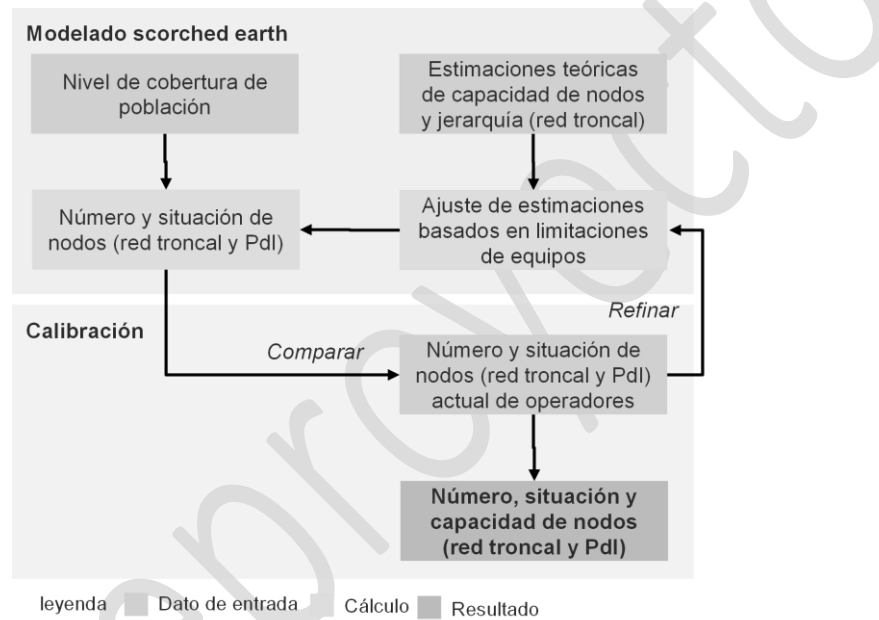 Modelado scorched earth
Nivel de cobertura de
población
Estimaciones teóricas
de capacidad de nodos
y jerarquía (red troncal)
Número y situación de
nodos (red troncal y PdI)
Ajuste de estimaciones
basados en limitaciones
de equipos
Refinar
Calibración
Comparar
Número y situación de
nodos (red troncal y PdI)
actual de operadores
Número, situación y
capacidad de nodos
(red troncal y PdI)
leyenda Dato de entrada Cálculo Resultado